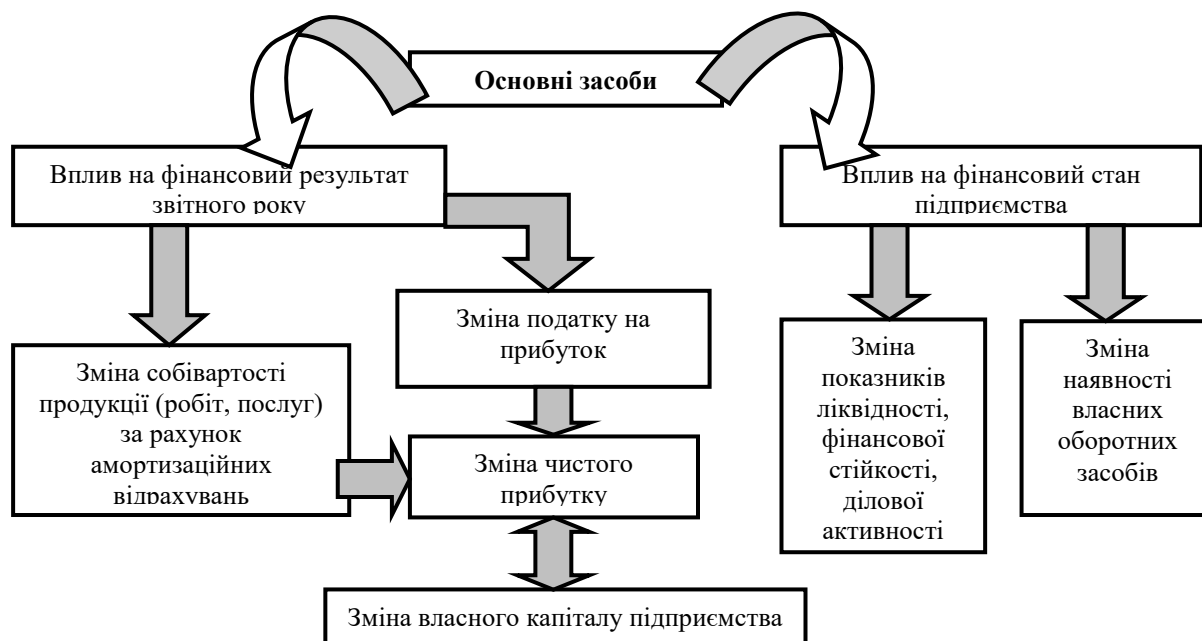 Основні засоби
Вплив на фінансовий результат
звітного року
Вплив на фінансовий стан
підприємства
Зміна податку на
прибуток
Зміна собівартості
продукції (робіт, послуг)
за рахунок
амортизаційних
відрахувань
Зміна чистого
прибутку
Зміна
показників
ліквідності,
фінансової
стійкості,
ділової
активності
Зміна
наявності
власних
оборотних
засобів
Зміна власного капіталу підприємства